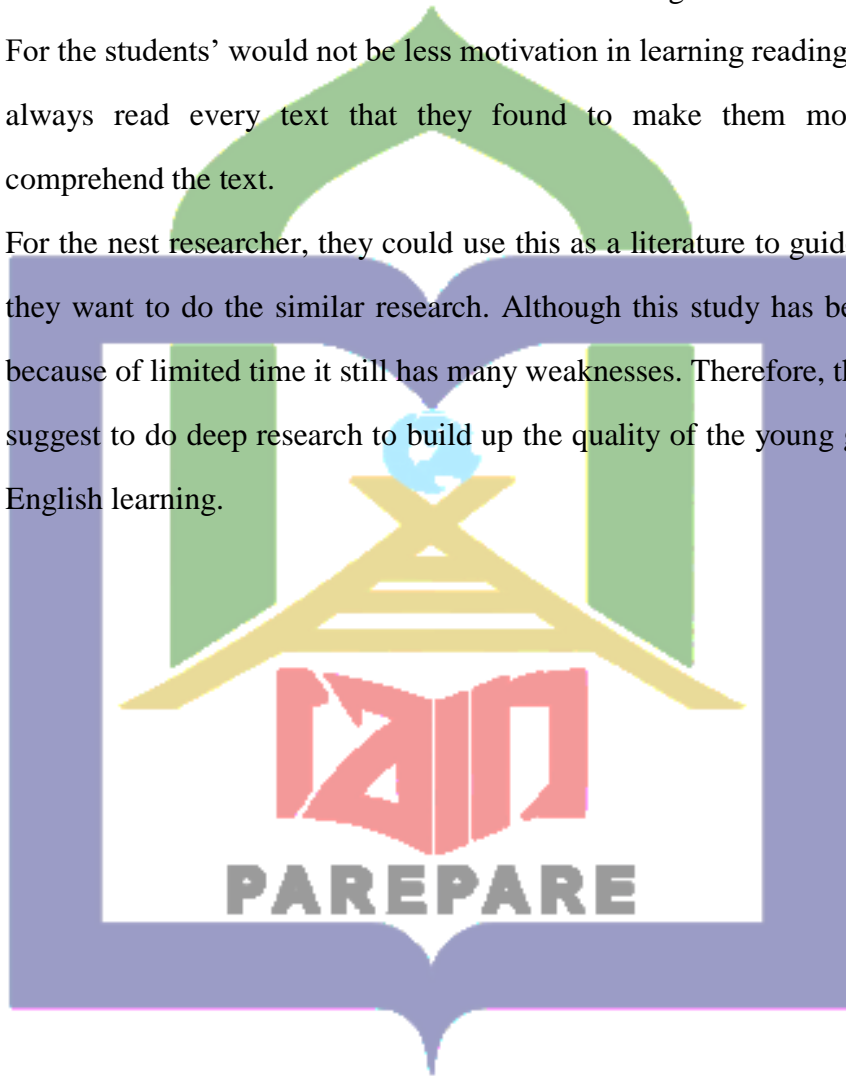 For the students’ would not be less motivation in learning reading
always read every text that they found to make them mo
comprehend the text.
For the nest researcher, they could use this as a literature to guid
they want to do the similar research. Although this study has be
because of limited time it still has many weaknesses. Therefore, th
suggest to do deep research to build up the quality of the young g
English learning.
iain
PAREPARE